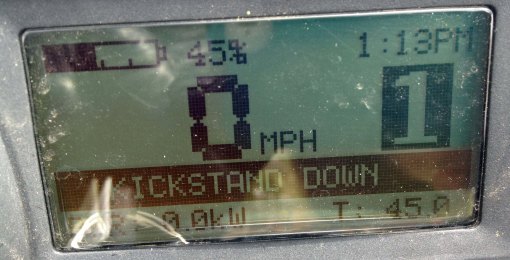 45% 1:13PM
0 MPH 1
KICKSTAND DOWN
0.0kW T: 45.0